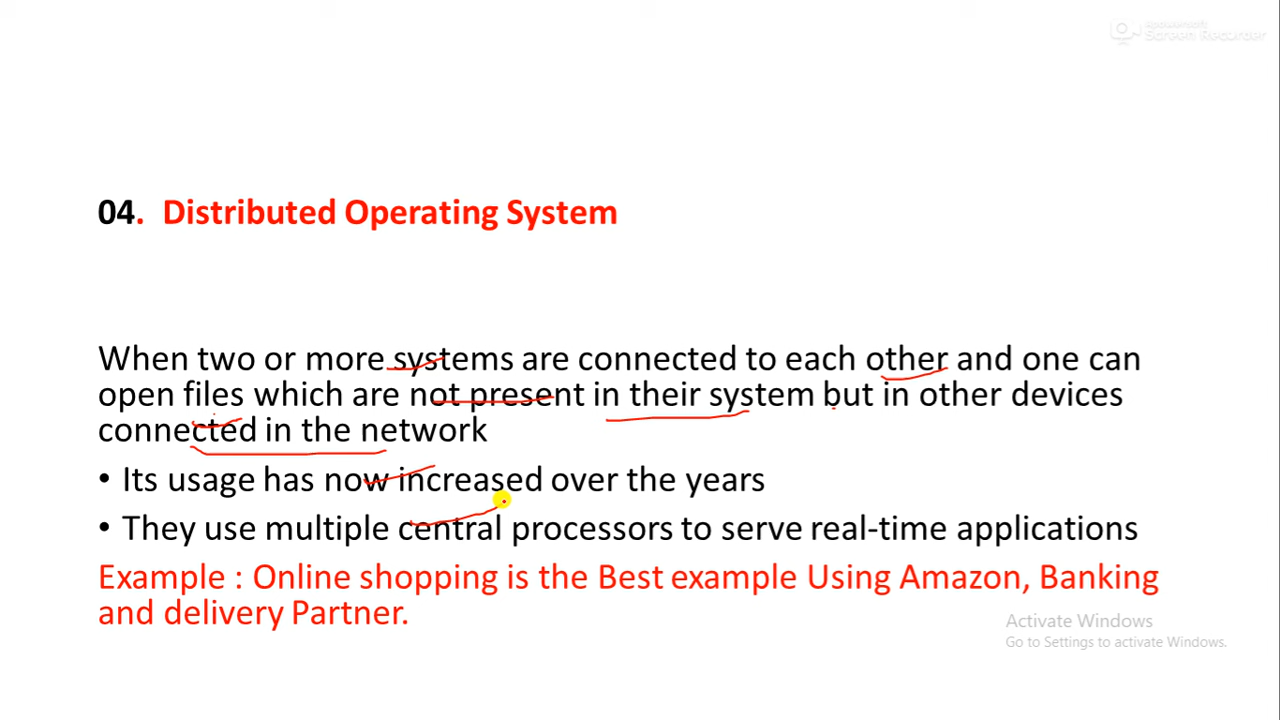 Apowersoft
Screen Recorder
04. Distributed Operating System
When two or more systems are connected to each other and one can
open files which are not present in their system but in other devices
connected in the network
• Its usage has now increased over the years
• They use multiple central processors to serve real-time applications
Example : Online shopping is the Best example Using Amazon, Banking
and delivery Partner.
Activate Windows
Go to Settings to activate Windows.